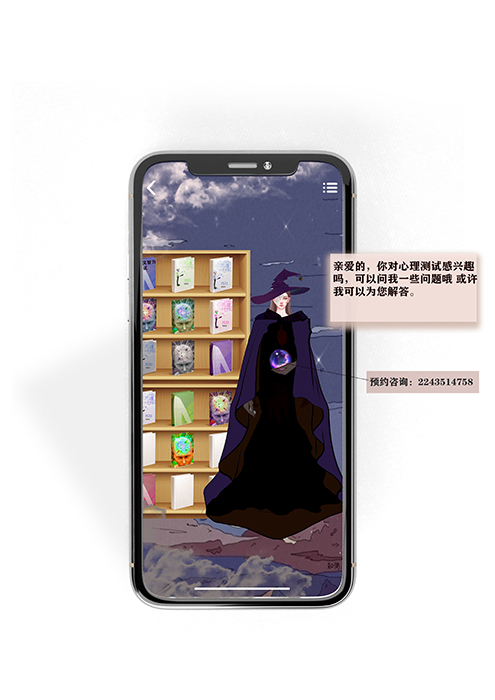 亲爱的，你对心理测试感兴趣
吗，可以问我一些问题哦 或许
我可以为您解答。
预约咨询：2243514758